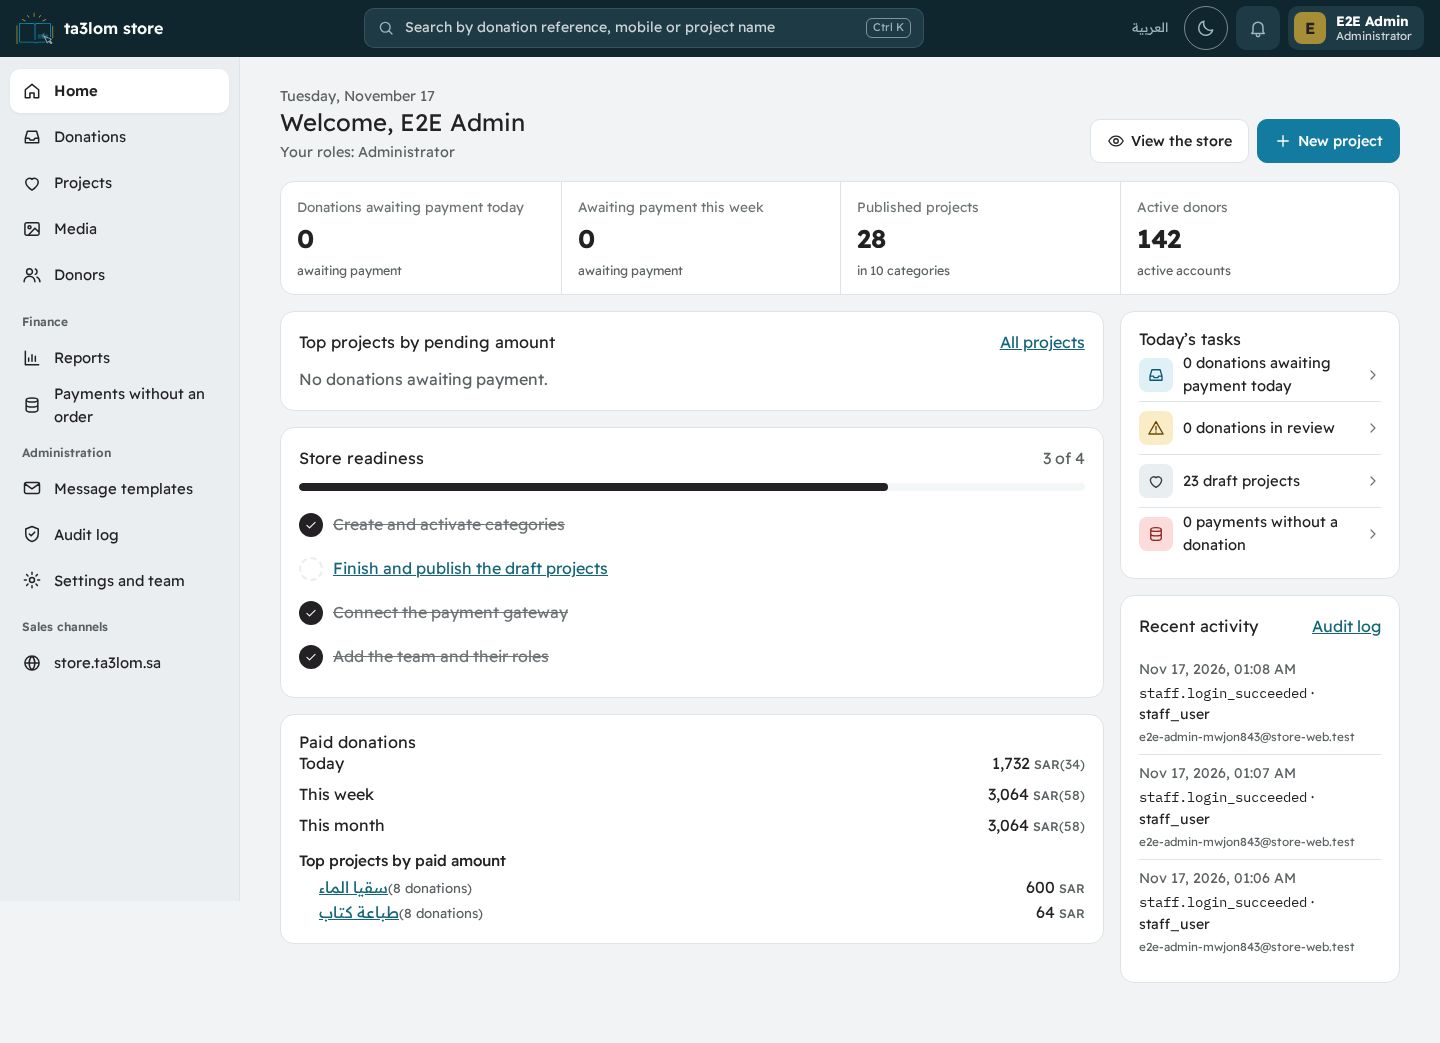 ta3lom store
Search by donation reference, mobile or project name
Ctrl K
العربية
E
E2E Admin
Administrator
Home
Donations
Projects
Media
Donors
Finance
Reports
Payments without an
order
Administration
Message templates
Audit log
Settings and team
Sales channels
store.ta3lom.sa
Tuesday, November 17
Welcome, E2E Admin
Your roles: Administrator
View the store
New project
Donations awaiting payment today
0
awaiting payment
Awaiting payment this week
0
awaiting payment
Published projects
28
in 10 categories
Active donors
142
active accounts
Top projects by pending amount
All projects
No donations awaiting payment.
Store readiness
3 of 4
Create and activate categories
Finish and publish the draft projects
Connect the payment gateway
Add the team and their roles
Paid donations
Today
1,732 SAR(34)
This week
3,064 SAR(58)
This month
3,064 SAR(58)
Top projects by paid amount
سقيا الماء(8 donations)
600 SAR
طباعة كتاب(8 donations)
64 SAR
Today’s tasks
0 donations awaiting
payment today
0 donations in review
23 draft projects
0 payments without a
donation
Recent activity
Audit log
Nov 17, 2026, 01:08 AM
staff.login_succeeded ·
staff_user
e2e-admin-mwjon843@store-web.test
Nov 17, 2026, 01:07 AM
staff.login_succeeded ·
staff_user
e2e-admin-mwjon843@store-web.test
Nov 17, 2026, 01:06 AM
staff.login_succeeded ·
staff_user
e2e-admin-mwjon843@store-web.test